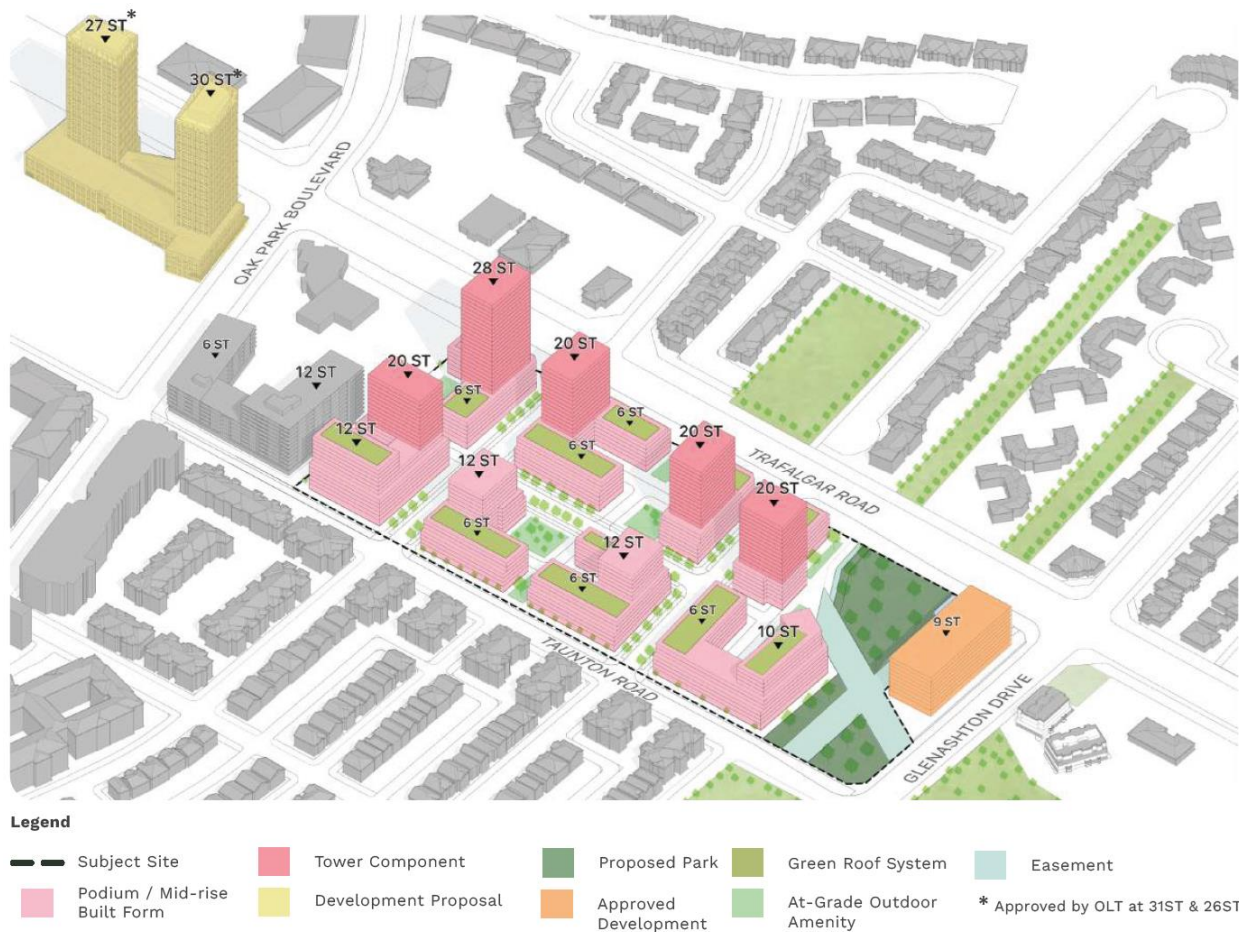 27 ST*
30 ST*
OAK PARK BOULEVARD
28 ST
6 ST
12 ST
20 ST
20 ST
6 ST
6 ST
12 ST
12 ST
6 ST
20 ST
TRAFALGAR ROAD
20 ST
6 ST
12 ST
6 ST
6 ST
10 ST
9 ST
TAUNTON ROAD
GLENASHTON DRIVE
Legend
Subject Site
Tower Component
Proposed Park
Green Roof System
Easement
Podium / Mid-rise
Built Form
Development Proposal
Approved
Development
At-Grade Outdoor
Amenity
* Approved by OLT at 31ST & 26ST